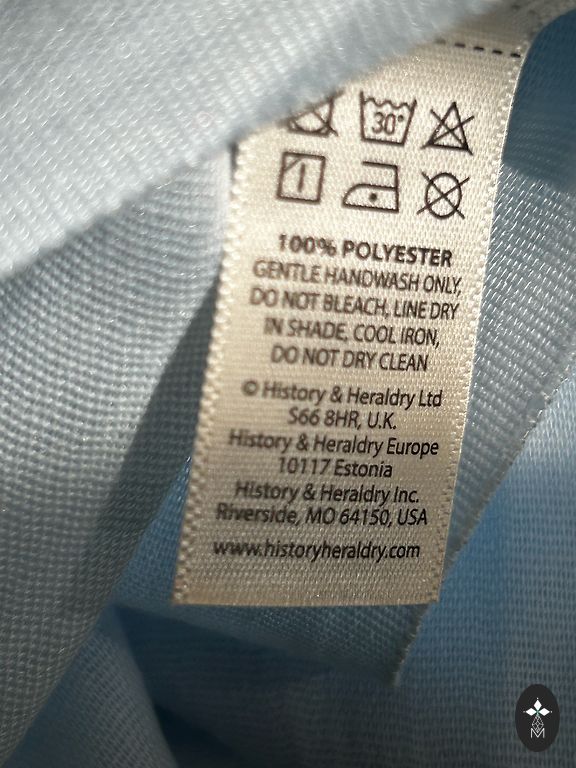 30°
100% POLYESTER
GENTLE HANDWASH ONLY,
DO NOT BLEACH, LINE DRY
IN SHADE, COOL IRON,
DO NOT DRY CLEAN
© History & Heraldry Ltd
S66 8HR, U.K.
History & Heraldry Europe
10117 Estonia
History & Heraldry Inc.
Riverside, MO 64150, USA
www.historyheraldry.com
M